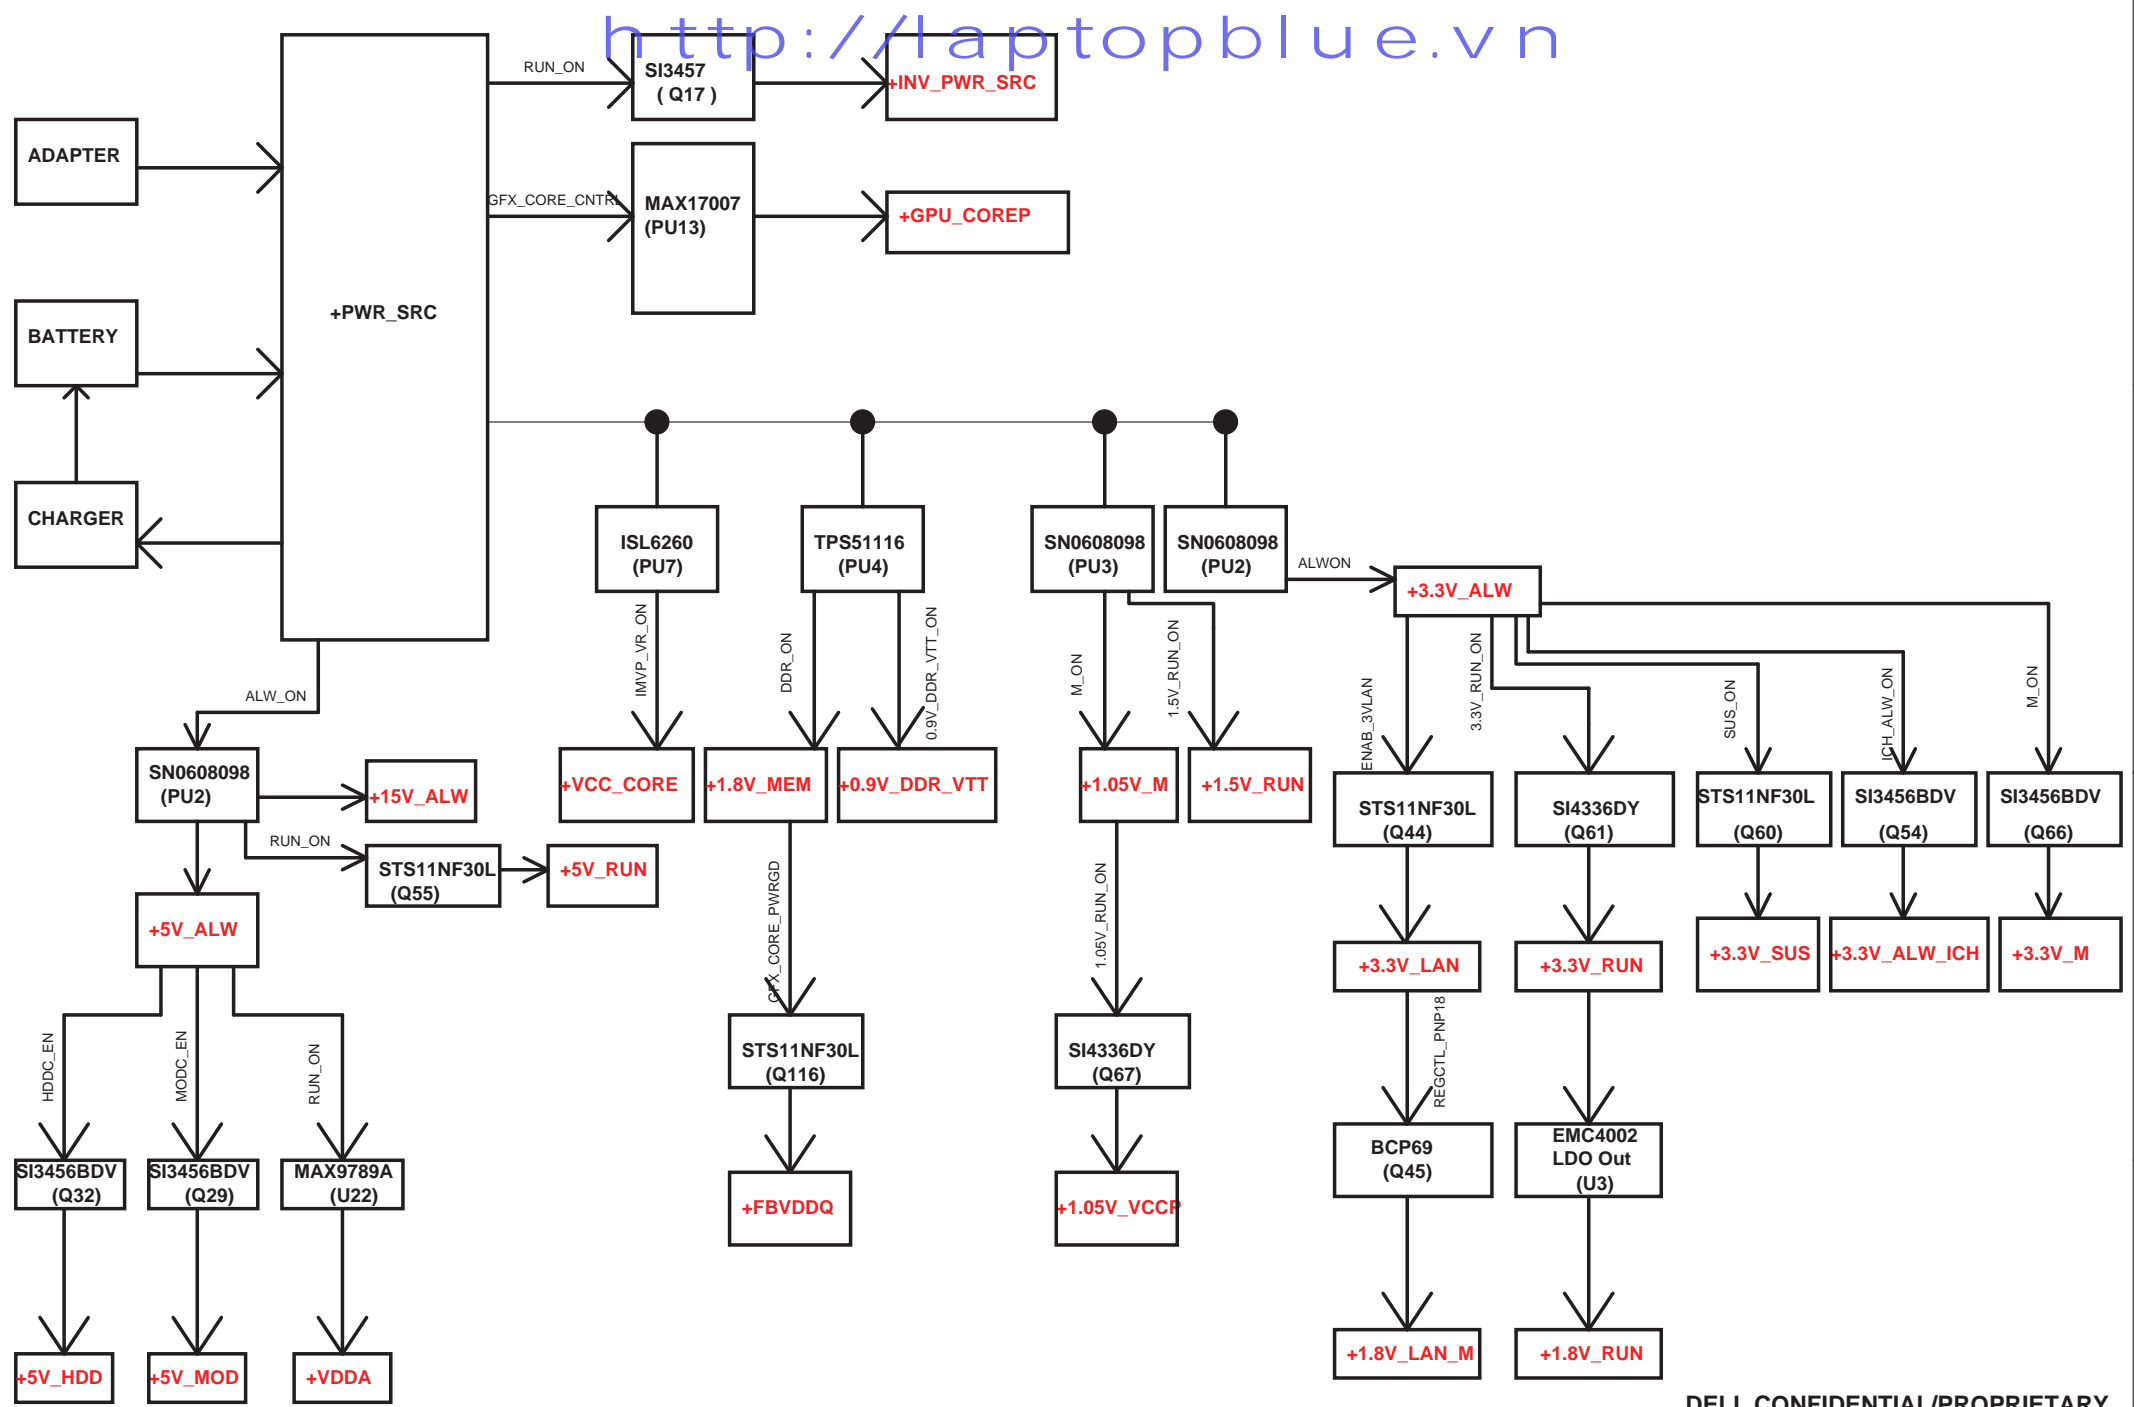 http://laptopblue.vn
RUN_ON
SI3457
( Q17 )
+INV_PWR_SRC
ADAPTER
GFX_CORE_CNTRL
MAX17007
(PU13)
+GPU_COREP
+PWR_SRC
BATTERY
CHARGER
ISL6260
(PU7)
TPS51116
(PU4)
SN0608098
(PU3)
SN0608098
(PU2)
ALWON
+3.3V_ALW
ALW_ON
IMVP_VR_ON
DDR_ON
0.9V_DDR_VTT_ON
M_ON
1.5V_RUN_ON
ENAB_3VLAN
3.3V_RUN_ON
SUS_ON
ICH_ALW_ON
M_ON
SN0608098
(PU2)
+15V_ALW
+VCC_CORE
+1.8V_MEM
+0.9V_DDR_VTT
+1.05V_M
+1.5V_RUN
STS11NF30L
(Q44)
SI4336DY
(Q61)
STS11NF30L
(Q60)
SI3456BDV
(Q54)
SI3456BDV
(Q66)
RUN_ON
STS11NF30L
(Q55)
+5V_RUN
+5V_ALW
GFX_CORE_PWRGD
1.05V_RUN_ON
+3.3V_LAN
+3.3V_RUN
+3.3V_SUS
+3.3V_ALW_ICH
+3.3V_M
HDDC_EN
MODC_EN
RUN_ON
STS11NF30L
(Q116)
SI4336DY
(Q67)
REGCTL_PNP18
SI3456BDV
(Q32)
SI3456BDV
(Q29)
MAX9789A
(U22)
BCP69
(Q45)
EMC4002
LDO Out
(U3)
+FBVDDQ
+1.05V_VCCP
+5V_HDD
+5V_MOD
+VDDA
+1.8V_LAN_M
+1.8V_RUN
DELL CONFIDENTIAL/PROPRIETARY